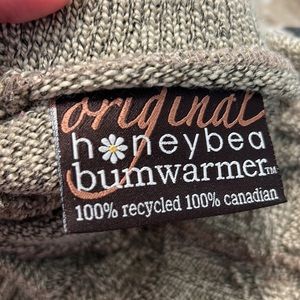 original
honeybea
bumwarmer™
100% recycled 100% canadian